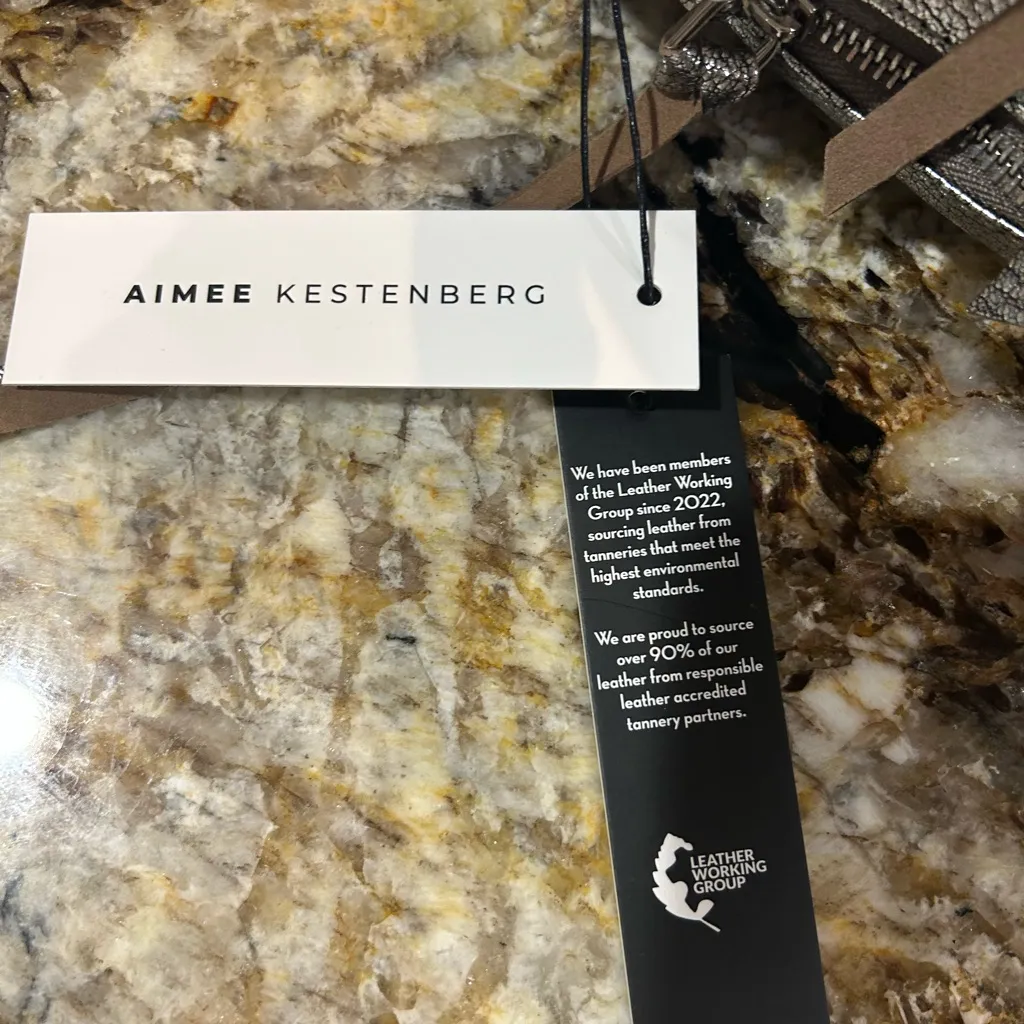 AIMEE KESTENBERG
We have been members
of the Leather Working
Group since 2022,
sourcing leather from
tanneries that meet the
highest environmental
standards.
We are proud to source
over 90% of our
leather from responsible
leather accredited
tannery partners.
LEATHER
WORKING
GROUP